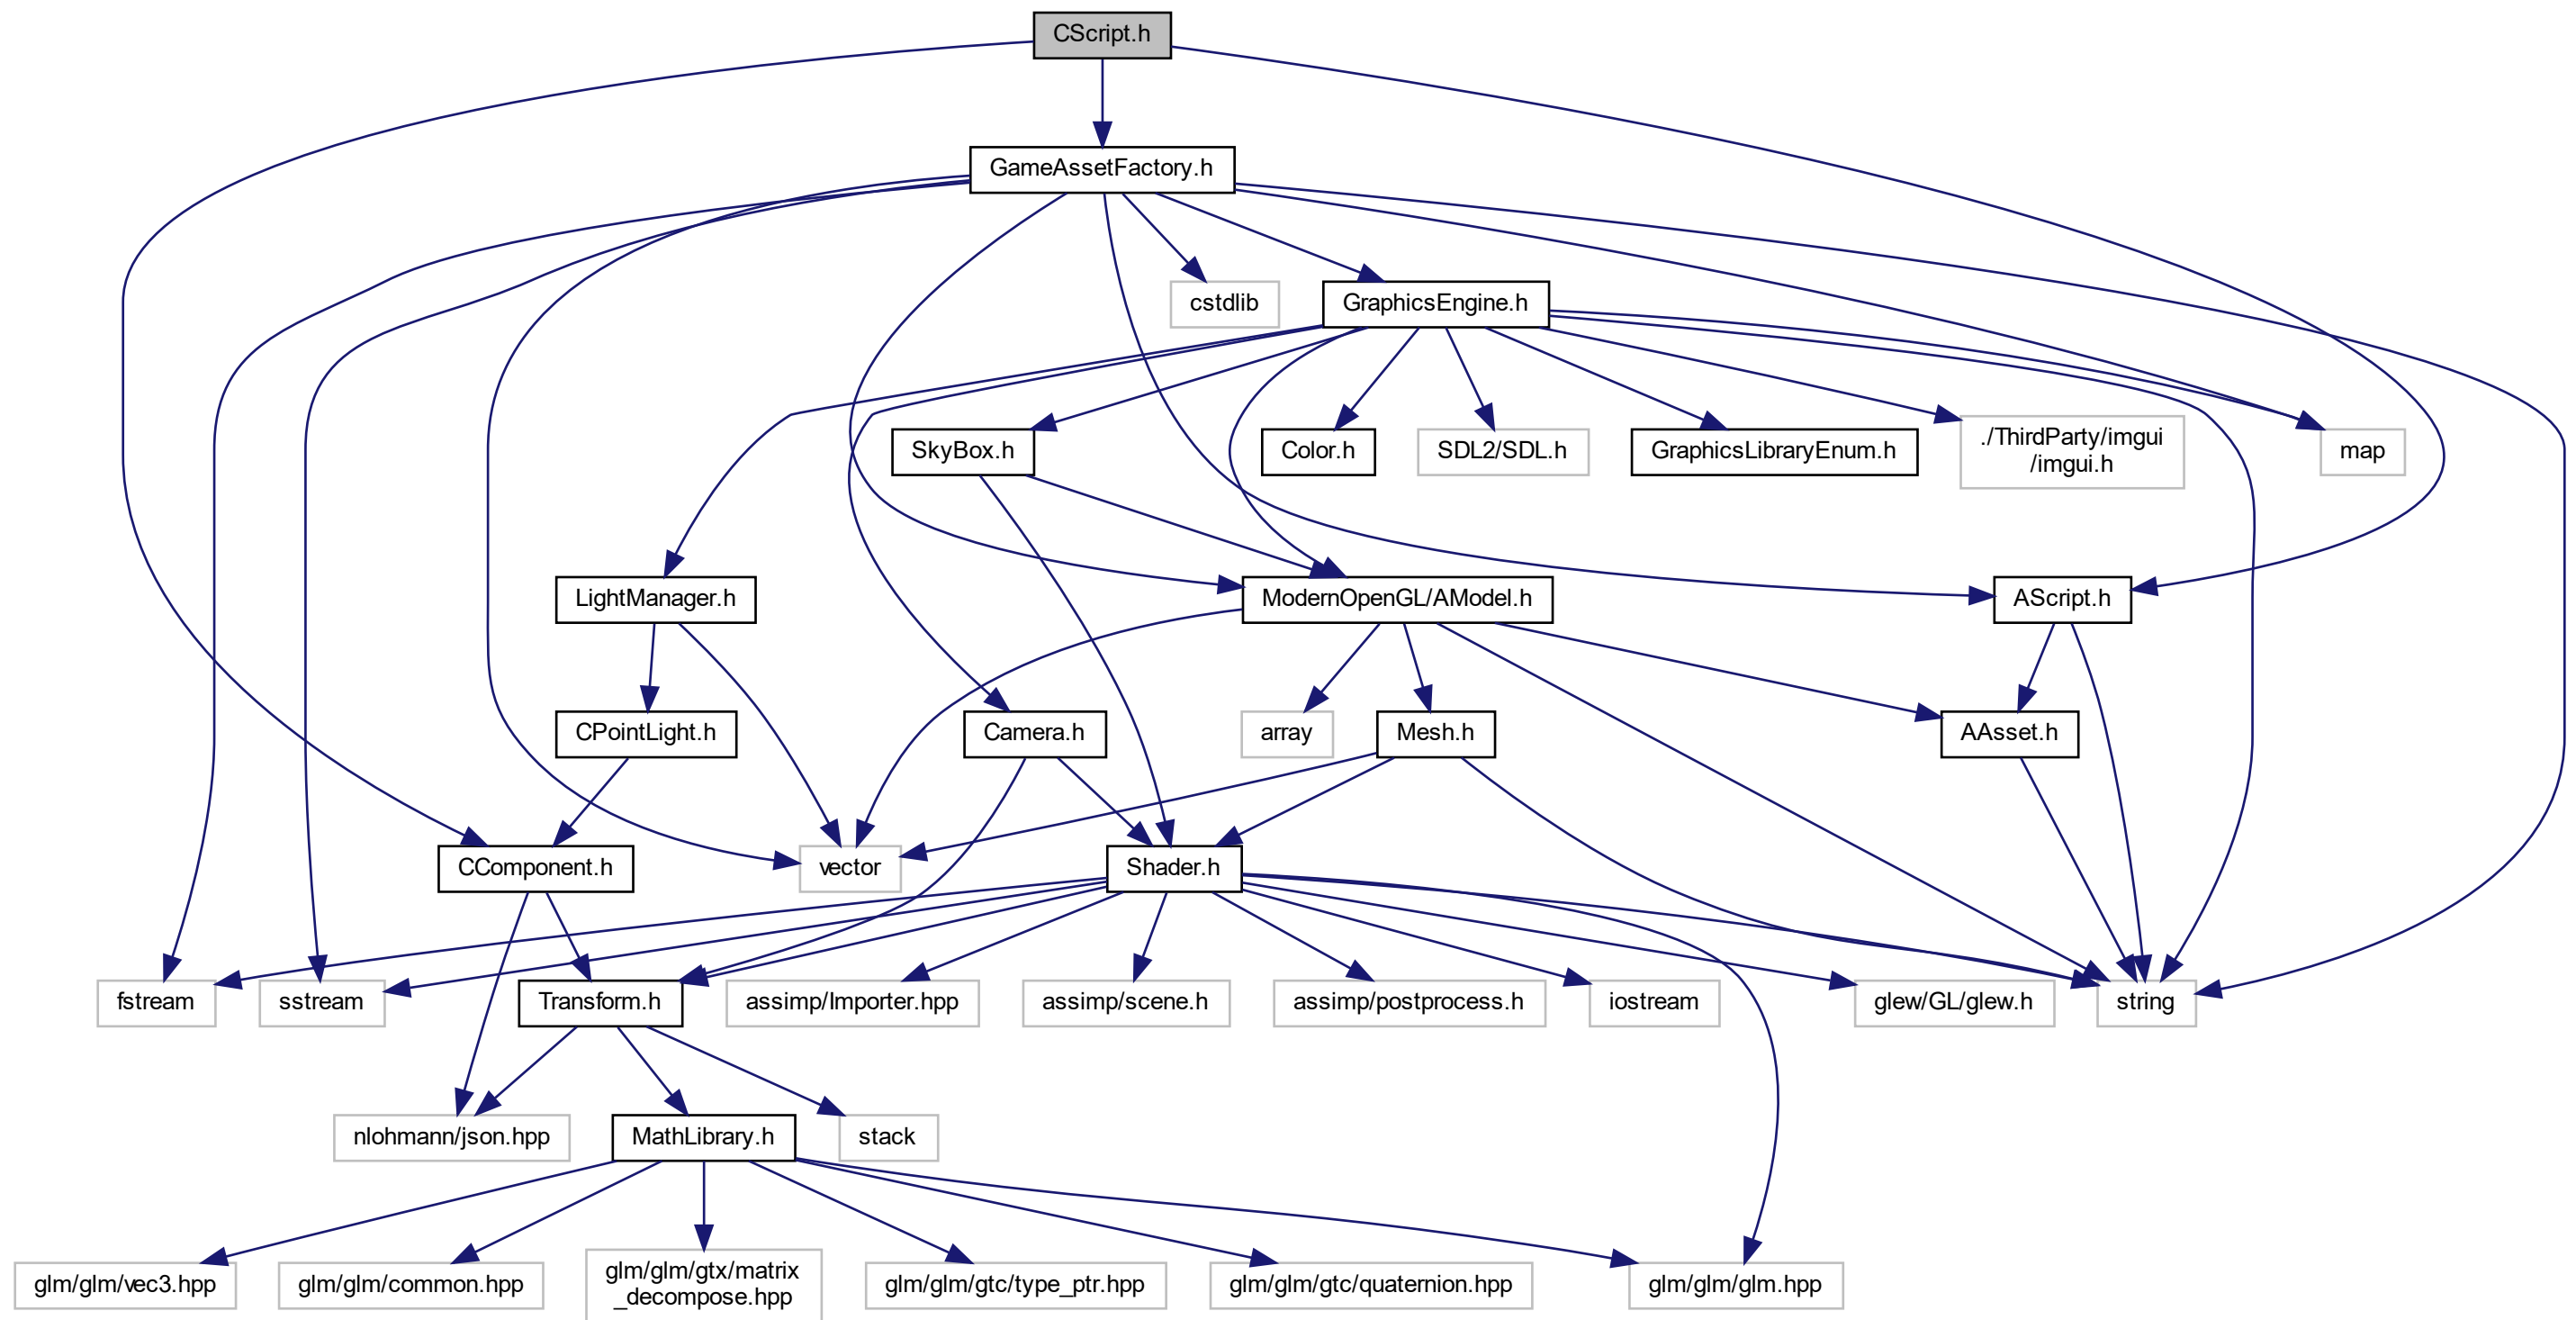 CScript.h
GameAssetFactory.h
cstdlib
GraphicsEngine.h
SkyBox.h
Color.h
SDL2/SDL.h
GraphicsLibraryEnum.h
./ThirdParty/imgui
/imgui.h
map
LightManager.h
ModernOpenGL/AModel.h
AScript.h
CPointLight.h
Camera.h
array
Mesh.h
AAsset.h
CComponent.h
vector
Shader.h
fstream
sstream
Transform.h
assimp/Importer.hpp
assimp/scene.h
assimp/postprocess.h
iostream
glew/GL/glew.h
string
nlohmann/json.hpp
MathLibrary.h
stack
glm/glm/vec3.hpp
glm/glm/common.hpp
glm/glm/gtx/matrix
_decompose.hpp
glm/glm/gtc/type_ptr.hpp
glm/glm/gtc/quaternion.hpp
glm/glm/glm.hpp